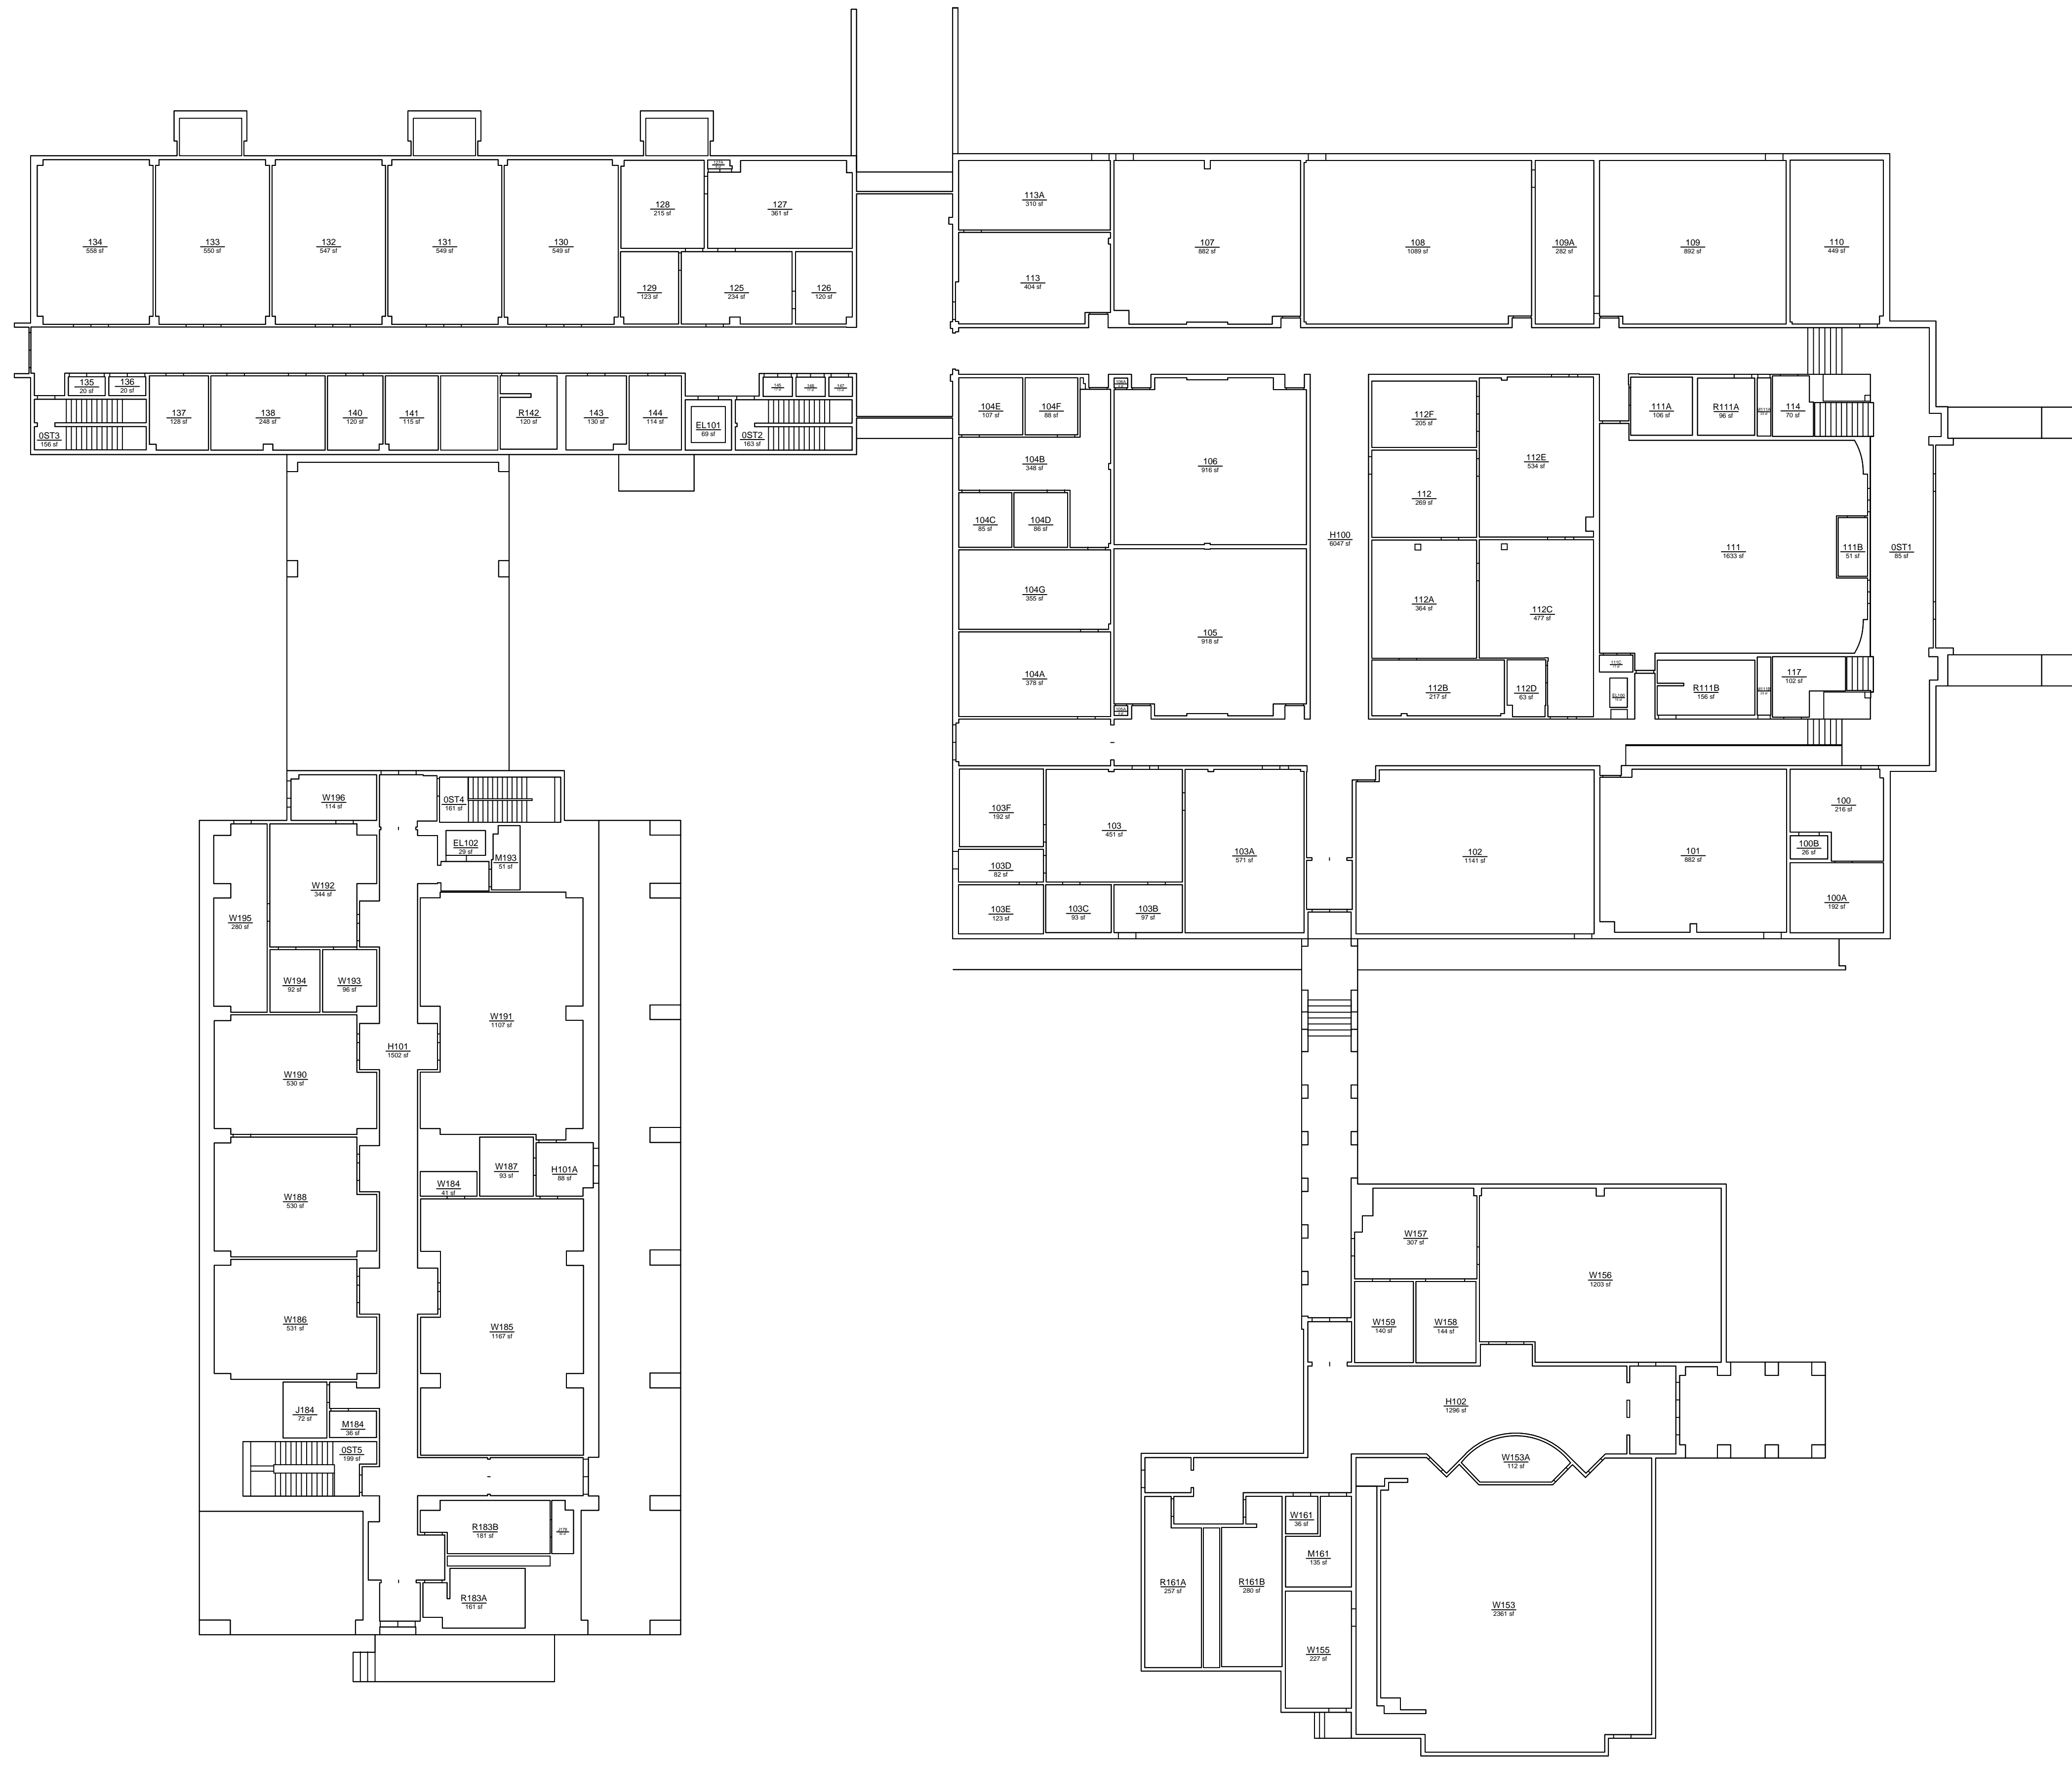 134
558 sf
133
550 sf
132
547 sf
131
549 sf
130
549 sf
128
215 sf
127
361 sf
129
123 sf
125
234 sf
126
120 sf
135
20 sf
136
20 sf
137
128 sf
138
248 sf
140
120 sf
141
115 sf
R142
120 sf
143
130 sf
144
114 sf
EL101
69 sf
0ST3
156 sf
0ST2
163 sf
145
147
113A
310 sf
113
404 sf
107
882 sf
108
1089 sf
109A
282 sf
109
892 sf
110
449 sf
104E
107 sf
104F
88 sf
104B
348 sf
104C
85 sf
104D
86 sf
104G
355 sf
104A
378 sf
106
916 sf
105
918 sf
H100
6047 sf
112F
205 sf
112
269 sf
112E
534 sf
112A
364 sf
112C
477 sf
112B
217 sf
112D
63 sf
111A
106 sf
R111A
96 sf
114
70 sf
111
1633 sf
111B
51 sf
0ST1
85 sf
EL100
R111B
156 sf
117
102 sf
103F
192 sf
103
451 sf
103A
571 sf
103D
82 sf
103E
123 sf
103C
93 sf
103B
97 sf
102
1141 sf
101
882 sf
100
216 sf
100B
26 sf
100A
192 sf
W196
114 sf
0ST4
161 sf
EL102
29 sf
M193
51 sf
W192
344 sf
W195
280 sf
W194
92 sf
W193
96 sf
W191
1107 sf
H101
1502 sf
W190
530 sf
W188
530 sf
W187
93 sf
H101A
88 sf
W184
41 sf
W186
531 sf
W185
1167 sf
J184
72 sf
M184
36 sf
0ST5
199 sf
R183B
181 sf
R183A
161 sf
W157
307 sf
W156
1203 sf
W159
140 sf
W158
144 sf
H102
1296 sf
W153A
112 sf
W161
36 sf
M161
135 sf
R161A
257 sf
R161B
280 sf
W155
227 sf
W153
2361 sf